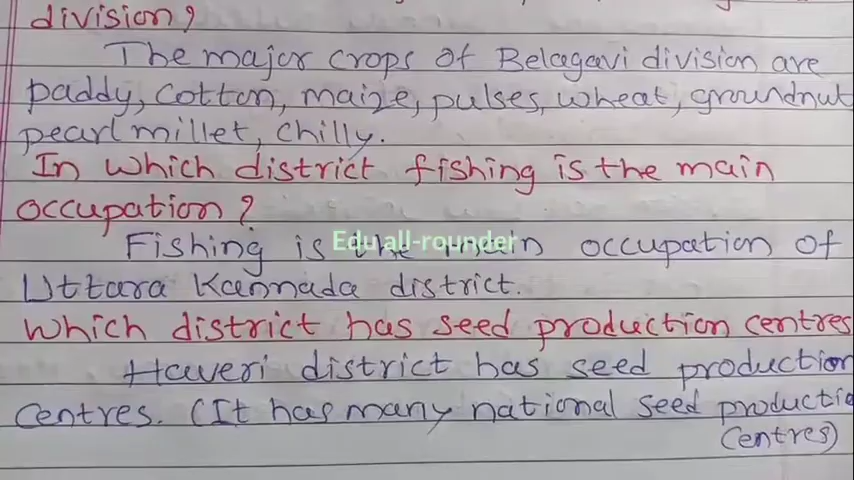 division?
The major crops of Belagavi division are
paddy, cotton, maize, pulses, wheat, groundnut
pearl millet, chilly.
In which district fishing is the main
occupation?
Edu all-rounder
Fishing is the main occupation of
Uttara Kannada district.
Which district has seed production centres
Haveri district has seed production
centres. (It has many national seed productio
centres)